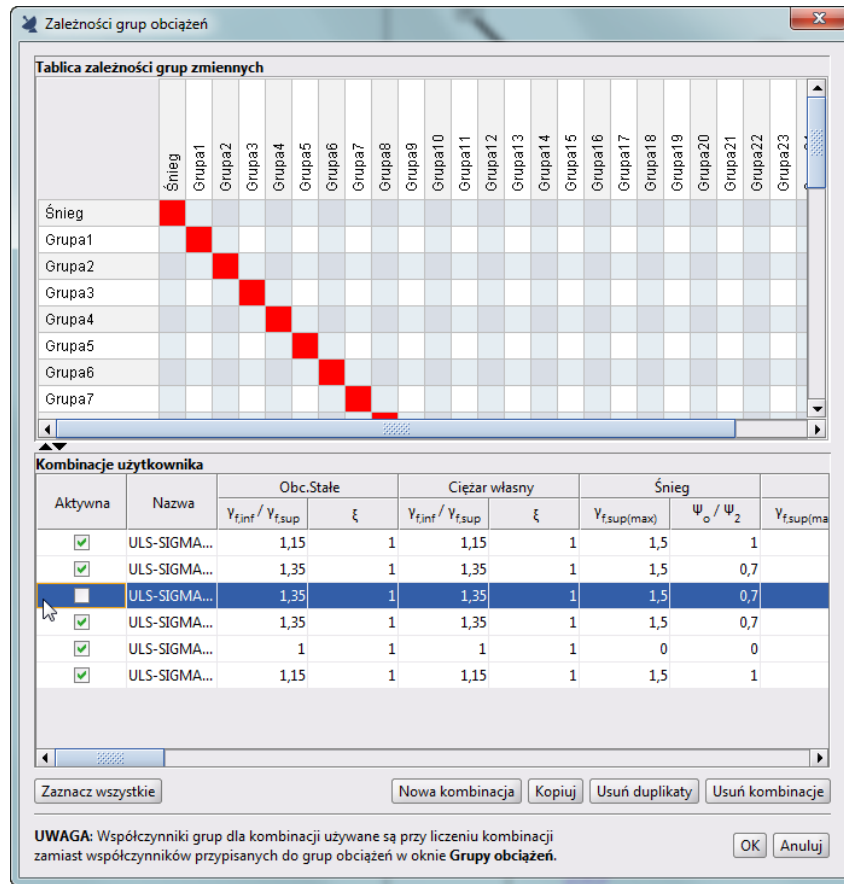 Zależności grup obciążeń
Tablica zależności grup zmiennych
Śnieg Grupa1 Grupa2 Grupa3 Grupa4 Grupa5 Grupa6 Grupa7 Grupa8 Grupa9 Grupa10 Grupa11 Grupa12 Grupa13 Grupa14 Grupa15 Grupa16 Grupa17 Grupa18 Grupa19 Grupa20 Grupa21 Grupa22 Grupa23
Śnieg
Grupa1
Grupa2
Grupa3
Grupa4
Grupa5
Grupa6
Grupa7
Kombinacje użytkownika
Aktywna Nazwa Obc.Stałe Ciężar własny Śnieg
γf,inf / γf,sup ξ γf,inf / γf,sup ξ γf,sup(max) Ψo / Ψ2 γf,sup(ma
ULS-SIGMA... 1,15 1 1,15 1 1,5 1
ULS-SIGMA... 1,35 1 1,35 1 1,5 0,7
ULS-SIGMA... 1,35 1 1,35 1 1,5 0,7
ULS-SIGMA... 1,35 1 1,35 1 1,5 0,7
ULS-SIGMA... 1 1 1 1 0 0
ULS-SIGMA... 1,15 1 1,15 1 1,5 1
Zaznacz wszystkie Nowa kombinacja Kopiuj Usuń duplikaty Usuń kombinacje
UWAGA: Współczynniki grup dla kombinacji używane są przy liczeniu kombinacji
zamiast współczynników przypisanych do grup obciążeń w oknie Grupy obciążeń.
OK Anuluj